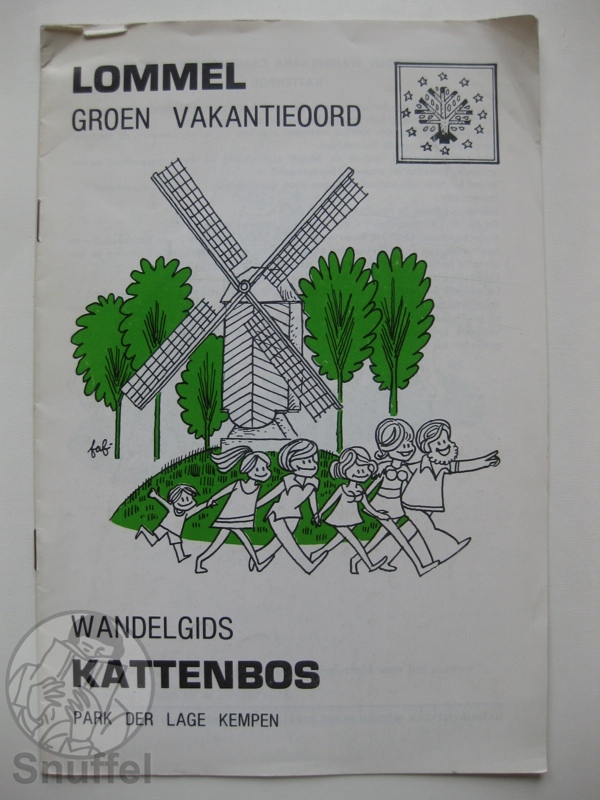 LOMMEL
GROEN VAKANTIEOORD
faf-
WANDELGIDS
KATTENBOS
PARK DER LAGE KEMPEN
Snuffel